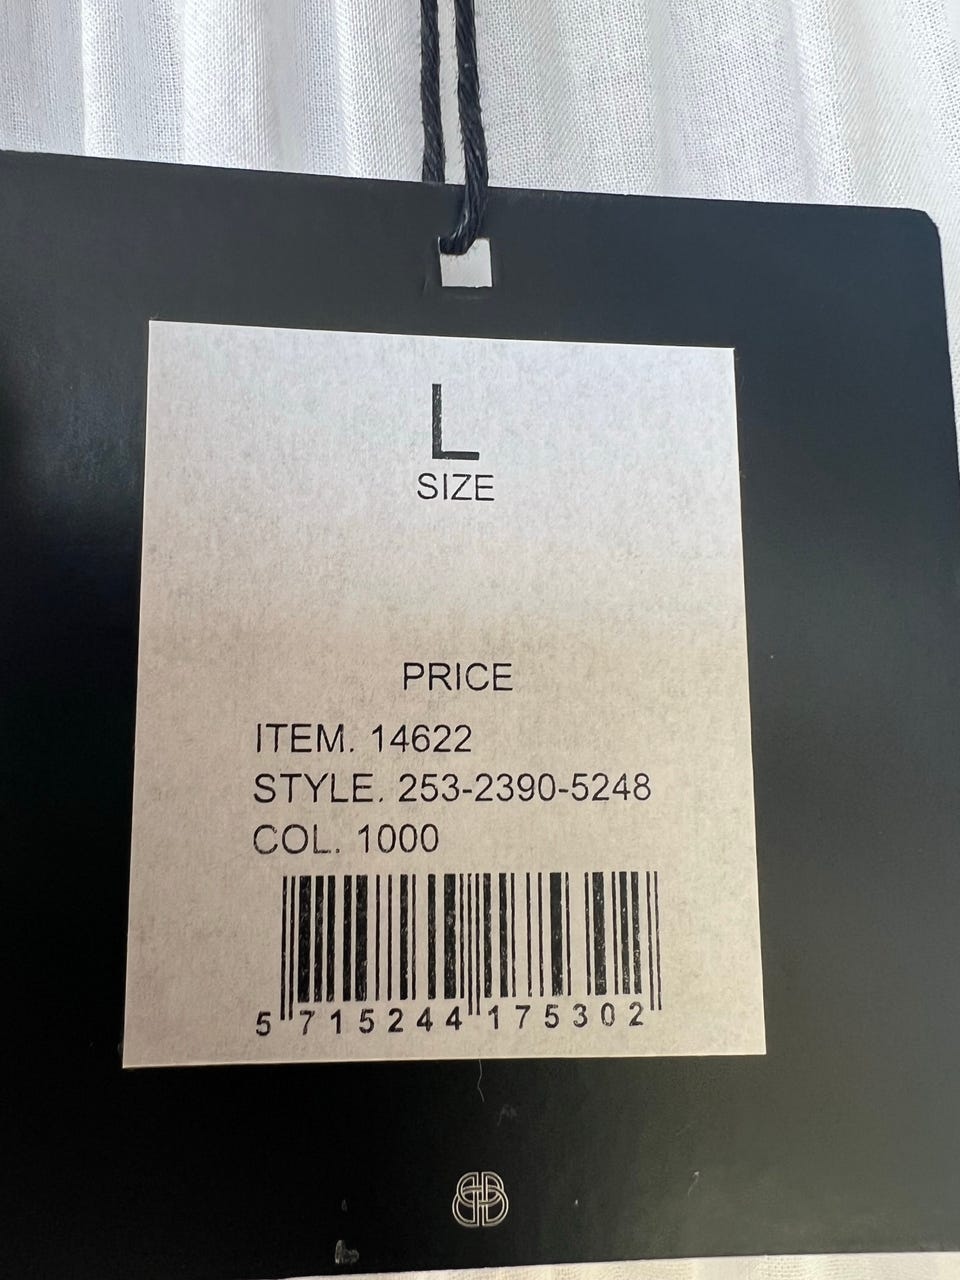 L
SIZE
PRICE
ITEM. 14622
STYLE. 253-2390-5248
COL. 1000
5 715244 175302